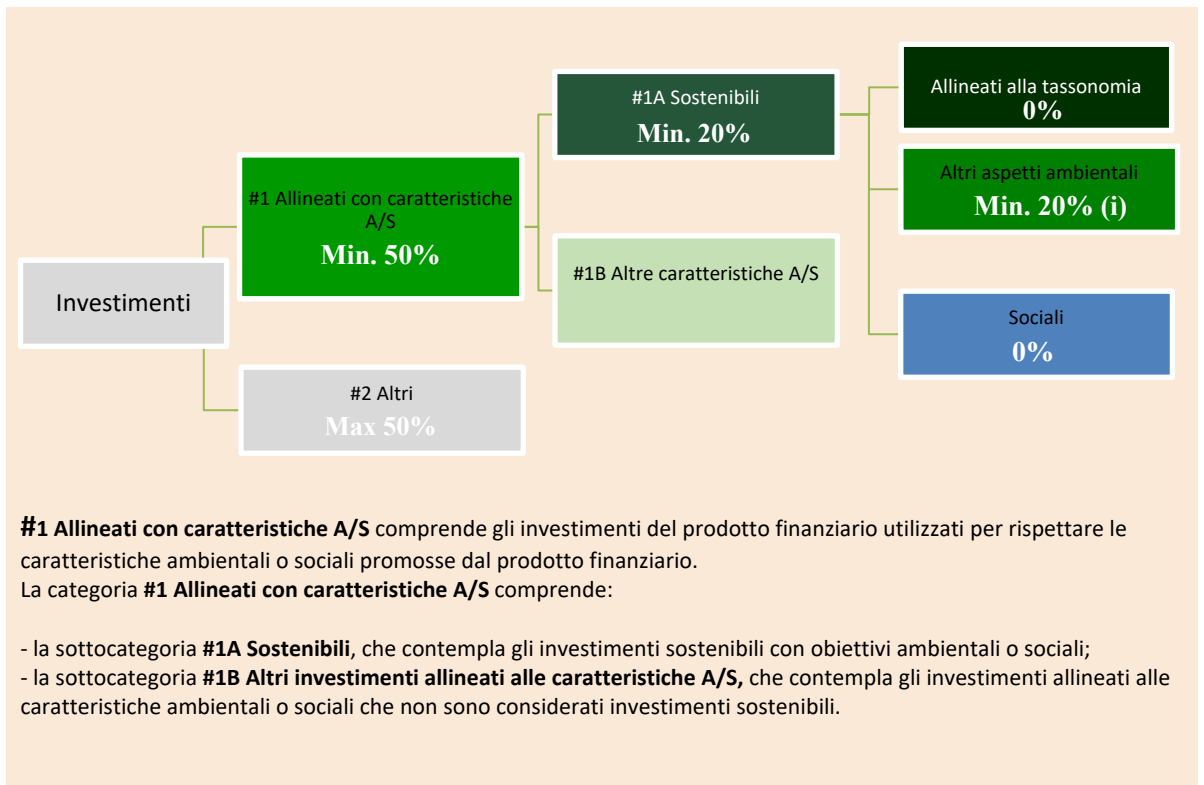 Allineati alla tassonomia
0%
#1A Sostenibili
Min. 20%
#1 Allineati con caratteristiche
A/S
Min. 50%
Altri aspetti ambientali
Min. 20% (i)
#1B Altre caratteristiche A/S
Investimenti
Sociali
0%
#2 Altri
Max 50%
#1 Allineati con caratteristiche A/S comprende gli investimenti del prodotto finanziario utilizzati per rispettare le
caratteristiche ambientali o sociali promosse dal prodotto finanziario.
La categoria #1 Allineati con caratteristiche A/S comprende:
- la sottocategoria #1A Sostenibili, che contempla gli investimenti sostenibili con obiettivi ambientali o sociali;
- la sottocategoria #1B Altri investimenti allineati alle caratteristiche A/S, che contempla gli investimenti allineati alle
caratteristiche ambientali o sociali che non sono considerati investimenti sostenibili.